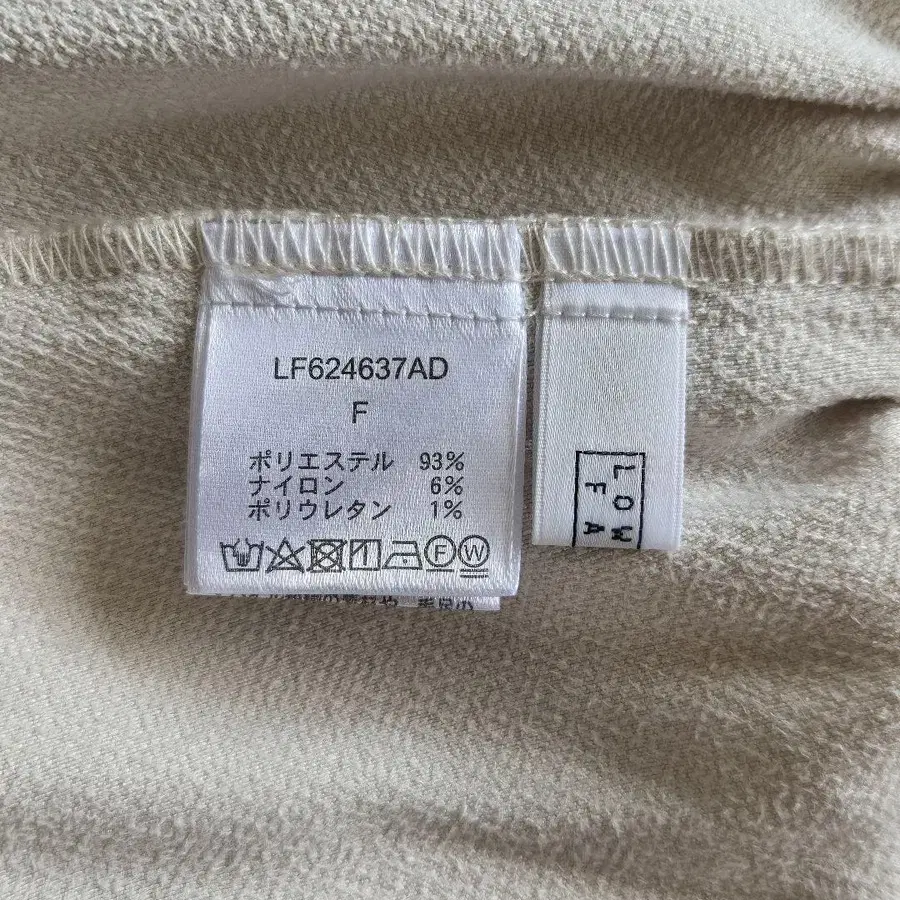 LF624637AD
F
ポリエステル 93%
ナイロン 6%
ポリウレタン 1%
F W
LOW
FA